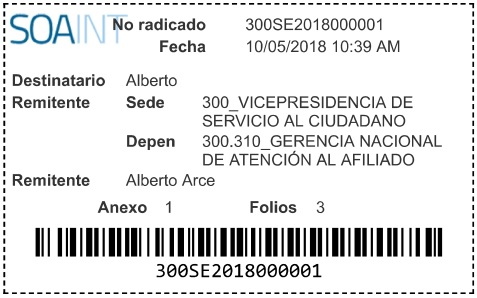 SOAINT No radicado 300SE2018000001
Fecha 10/05/2018 10:39 AM
Destinatario Alberto
Remitente Sede 300_VICEPRESIDENCIA DE
SERVICIO AL CIUDADANO
Depen 300.310_GERENCIA NACIONAL
DE ATENCIÓN AL AFILIADO
Remitente Alberto Arce
Anexo 1 Folios 3
300SE2018000001